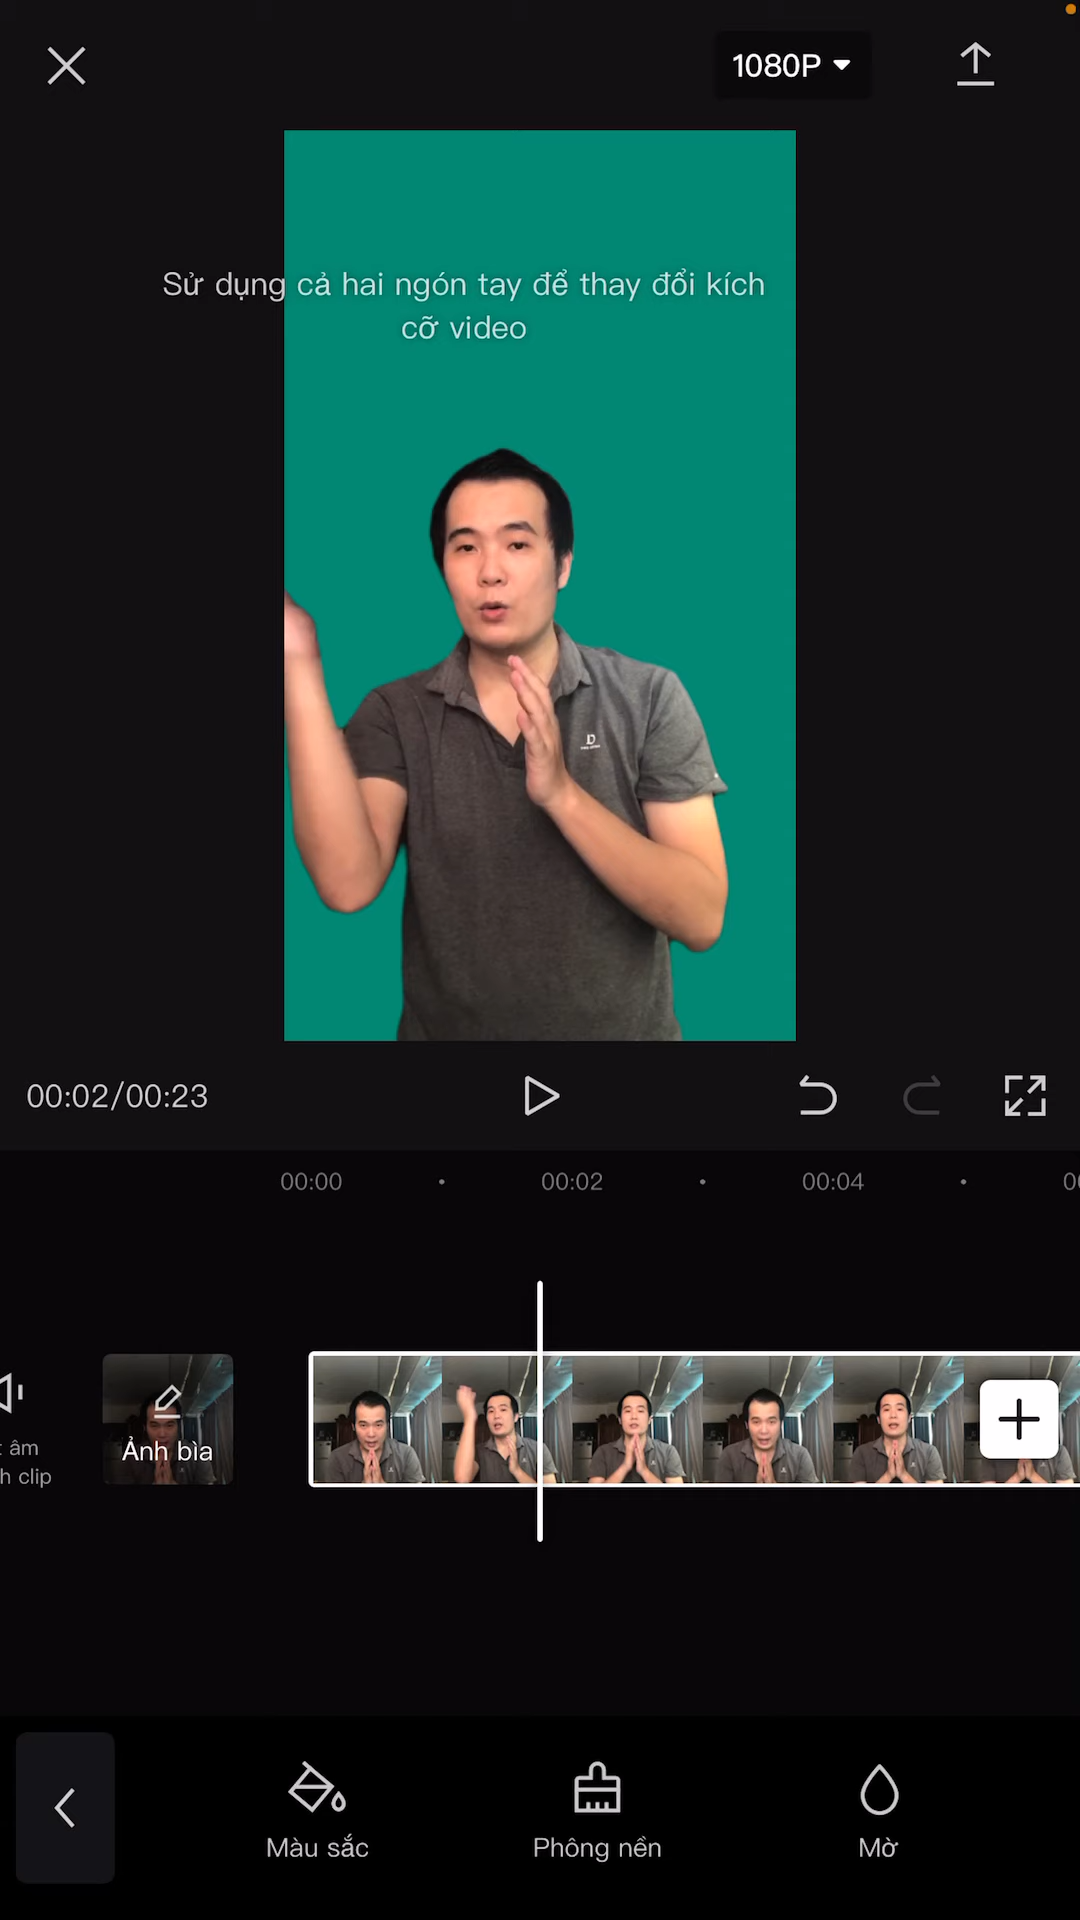 1080P
Sử dụng cả hai ngón tay để thay đổi kích
cỡ video
00:02/00:23
00:00
00:02
00:04
âm
clip
Ảnh bìa
Màu sắc
Phông nền
Mờ